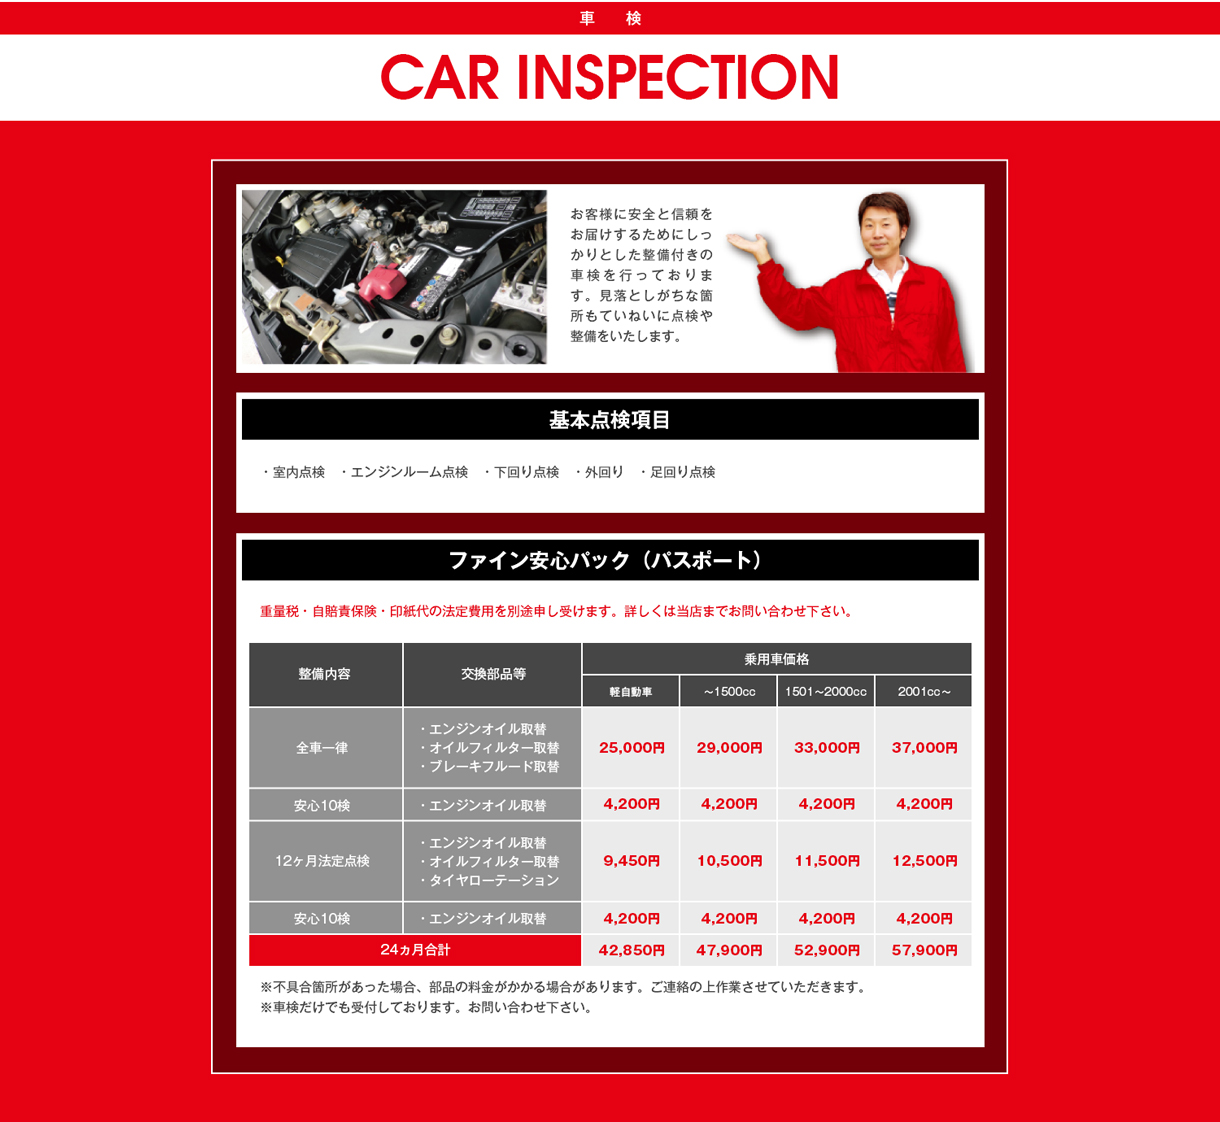 車　検
CAR INSPECTION
お客様に安全と信頼を
お届けするためにしっ
かりとした整備付きの
車検を行っておりま
す。見落としがちな箇
所もていねいに点検や
整備をいたします。
基本点検項目
・室内点検　・エンジンルーム点検　・下回り点検　・外回り　・足回り点検
ファイン安心パック（パスポート）
重量税・自賠責保険・印紙代の法定費用を別途申し受けます。詳しくは当店までお問い合わせ下さい。
整備内容　交換部品等　乗用車価格
軽自動車　～1500cc　1501～2000cc　2001cc～
全車一律
・エンジンオイル取替
・オイルフィルター取替
・ブレーキフルード取替
25,000円　29,000円　33,000円　37,000円
安心10検　・エンジンオイル取替　4,200円　4,200円　4,200円　4,200円
12ヶ月法定点検
・エンジンオイル取替
・オイルフィルター取替
・タイヤローテーション
9,450円　10,500円　11,500円　12,500円
安心10検　・エンジンオイル取替　4,200円　4,200円　4,200円　4,200円
24ヵ月合計　42,850円　47,900円　52,900円　57,900円
※不具合箇所があった場合、部品の料金がかかる場合があります。ご連絡の上作業させていただきます。
※車検だけでも受付しております。お問い合わせ下さい。